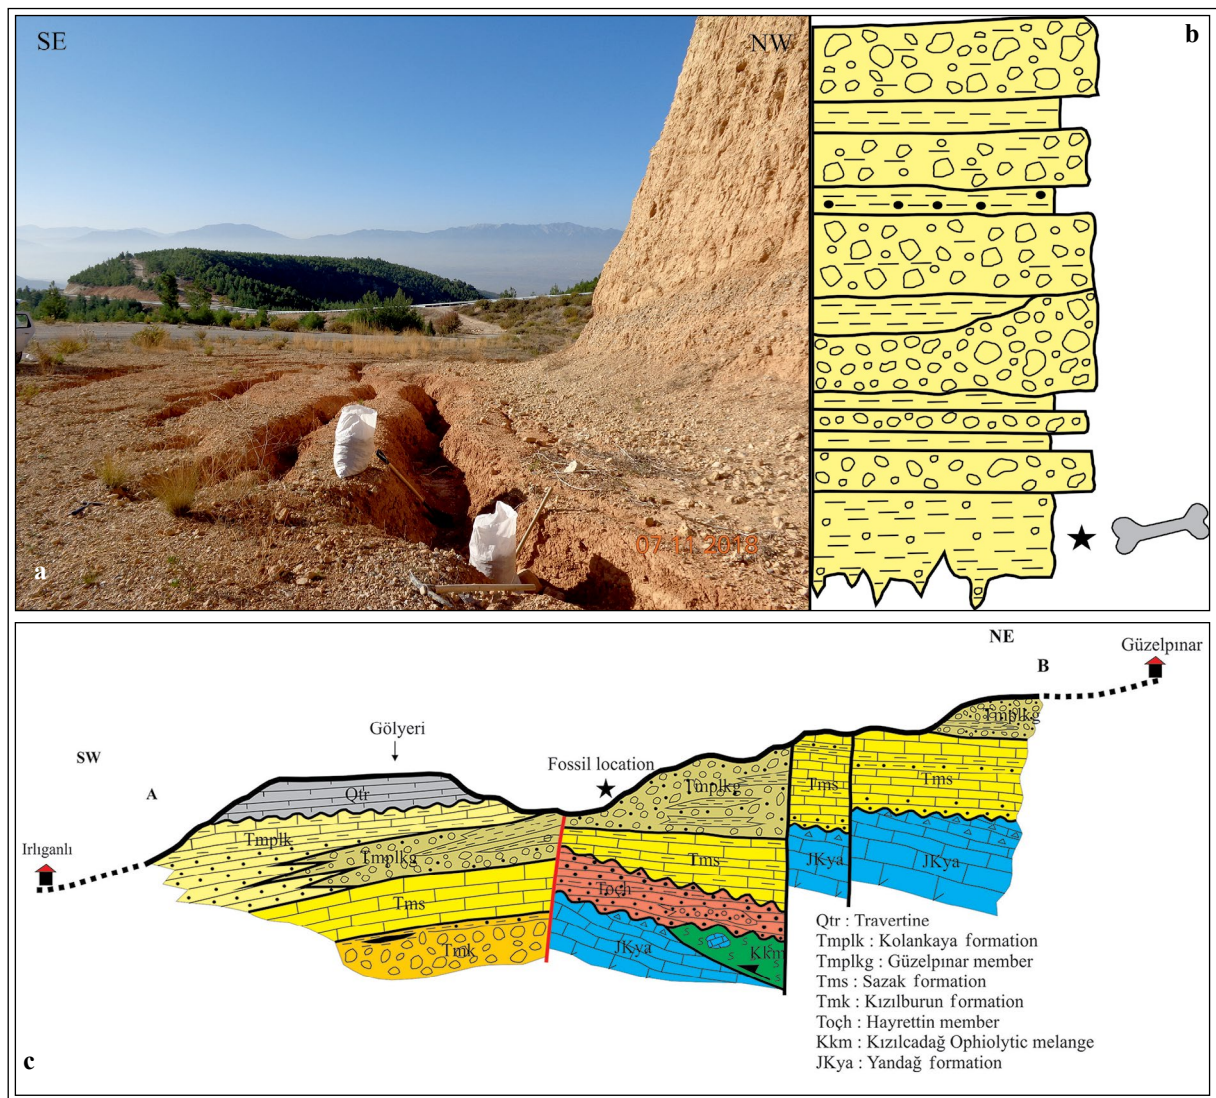 SE
NW
b
07 11 2018
a
NE
B
Güzelpınar
Tmplkg
Gölyeri
SW
Fossil location
A
Qtr
Tmplkg
Tms
Tms
Irlıganlı
Tmplk
Tmplkg
Tms
JKya
JKya
Toçh
Tms
Tmk
JKya
Kkm
Qtr : Travertine
Tmplk : Kolankaya formation
Tmplkg : Güzelpınar member
Tms : Sazak formation
Tmk : Kızılburun formation
Toçh : Hayrettin member
Kkm : Kızılcadağ Ophiolytic melange
JKya : Yandağ formation
c